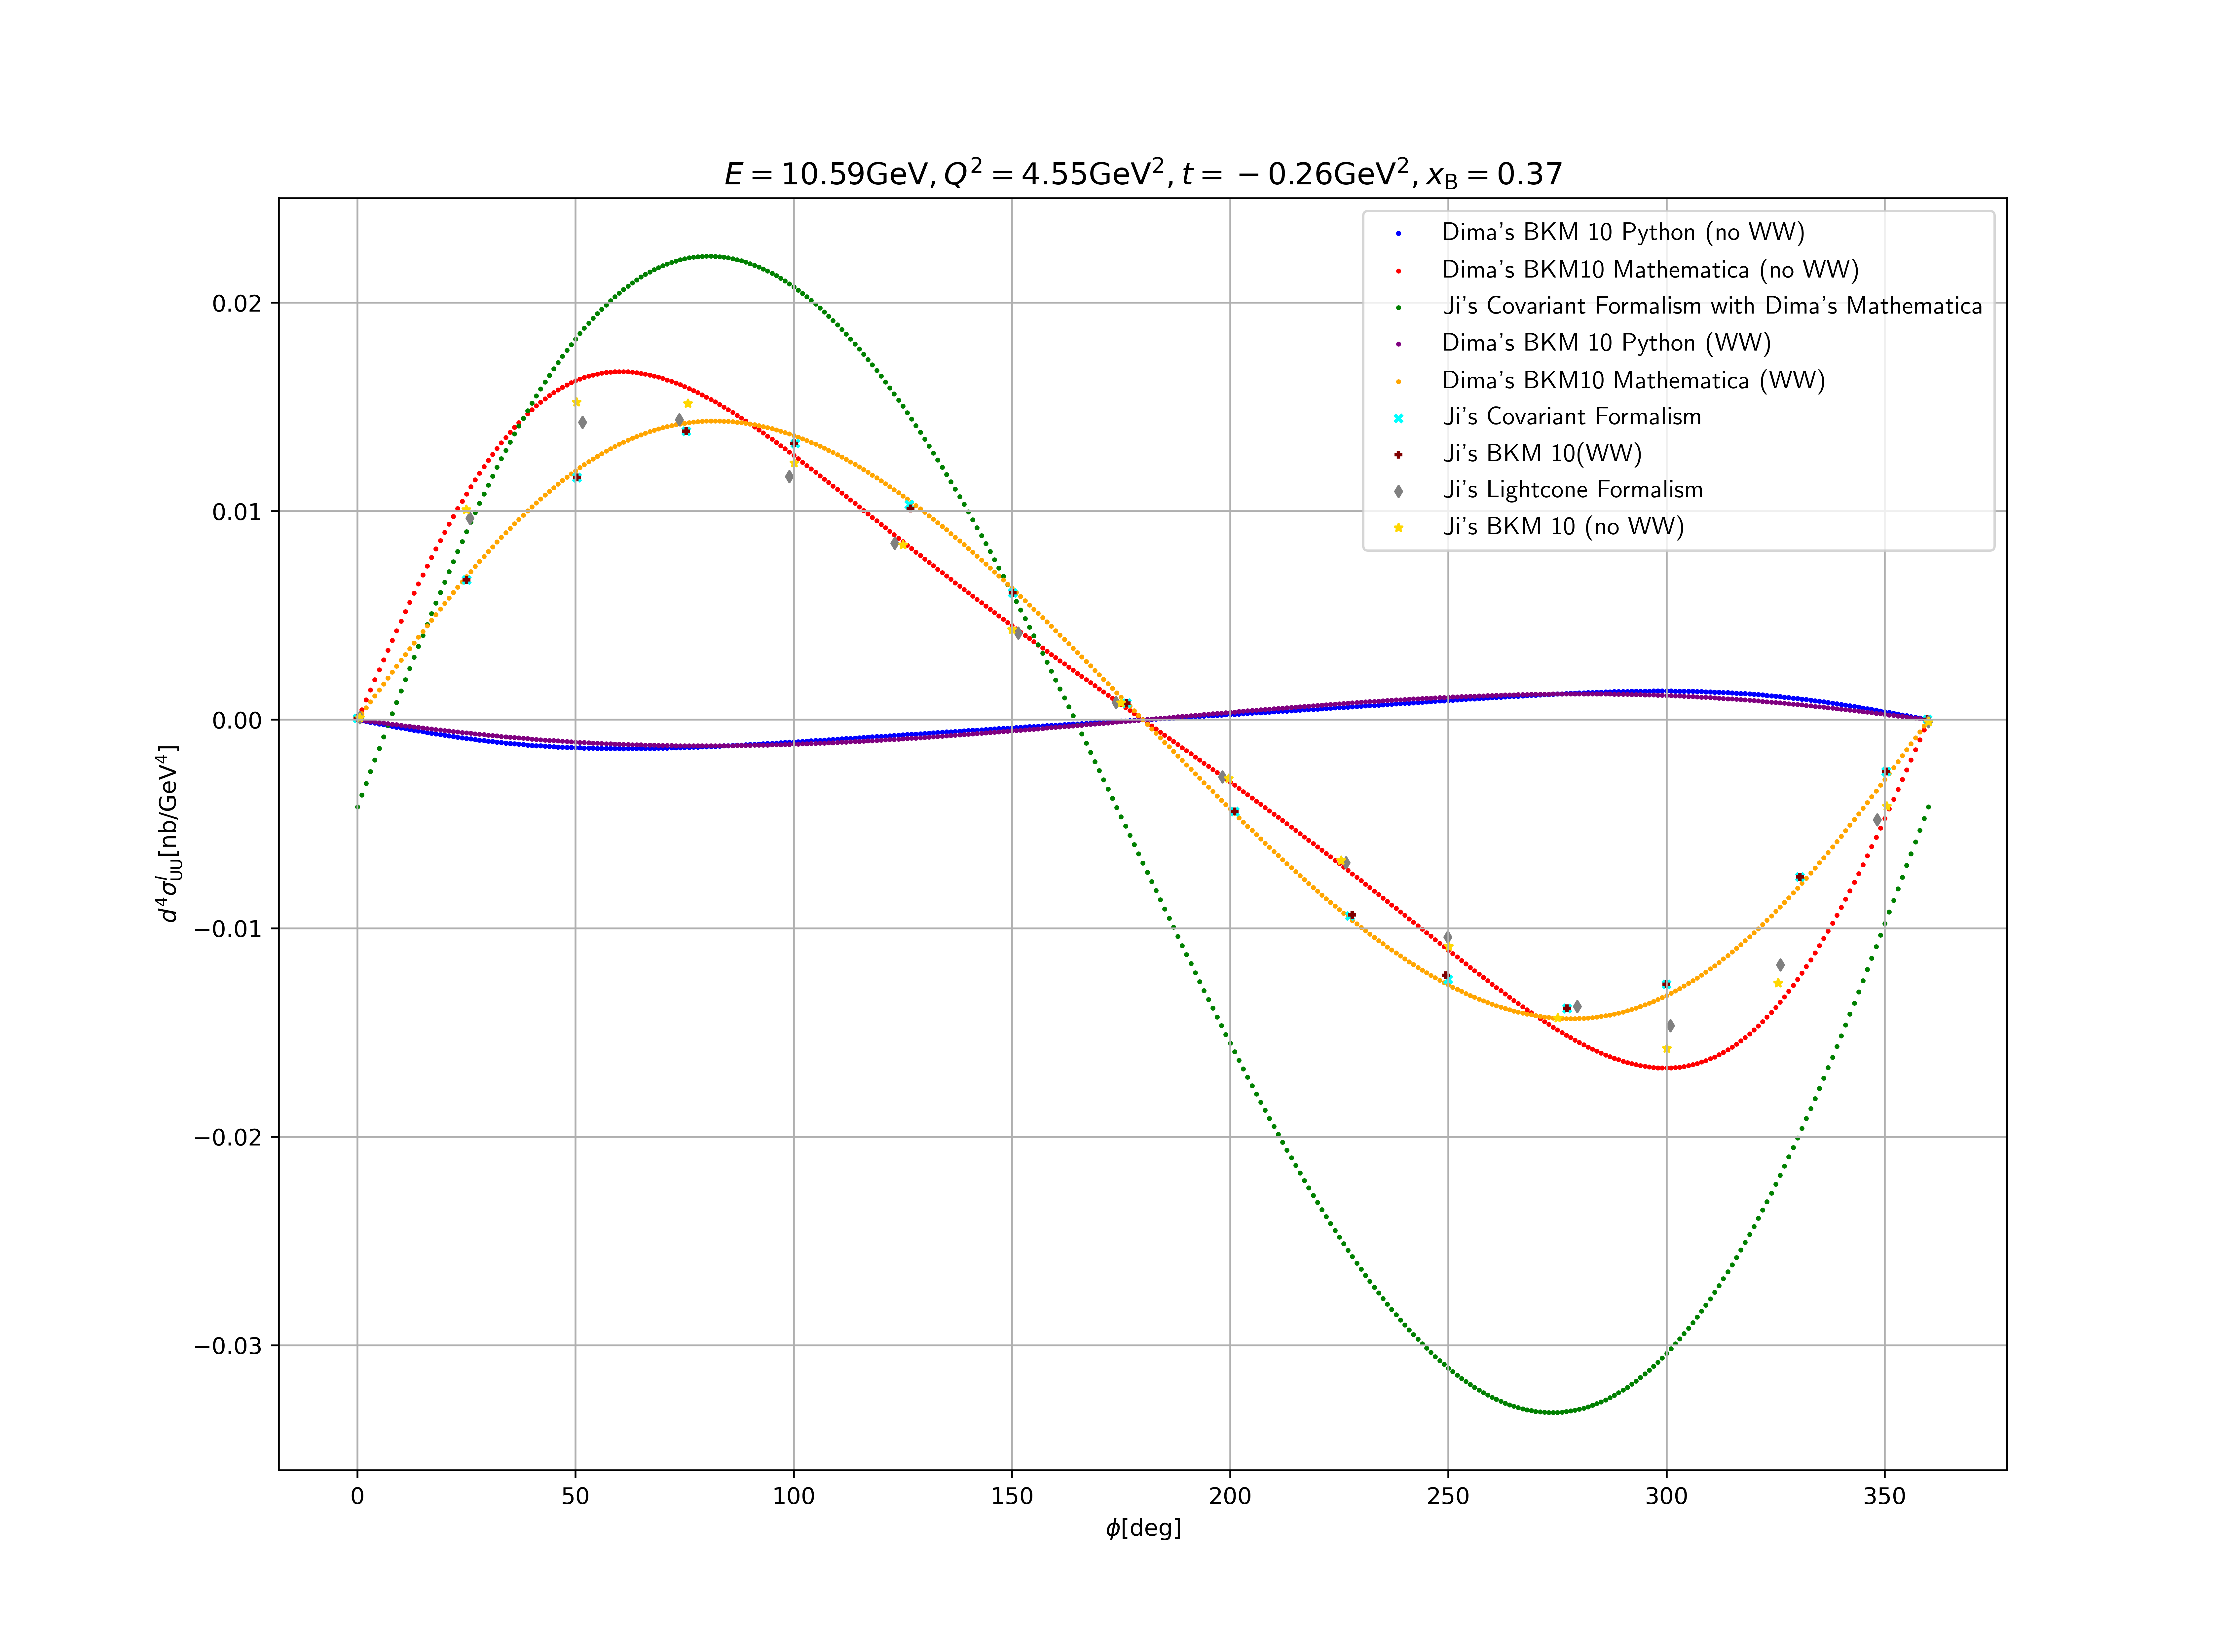 E = 10.59GeV, Q² = 4.55GeV², t = −0.26GeV², x_B = 0.37
Dima's BKM 10 Python (no WW)
Dima's BKM10 Mathematica (no WW)
Ji's Covariant Formalism with Dima's Mathematica
Dima's BKM 10 Python (WW)
Dima's BKM10 Mathematica (WW)
Ji's Covariant Formalism
Ji's BKM 10(WW)
Ji's Lightcone Formalism
Ji's BKM 10 (no WW)
0.02
0.01
0.00
−0.01
−0.02
−0.03
d⁴σ^I_UU[nb/GeV⁴]
0 50 100 150 200 250 300 350
ϕ[deg]